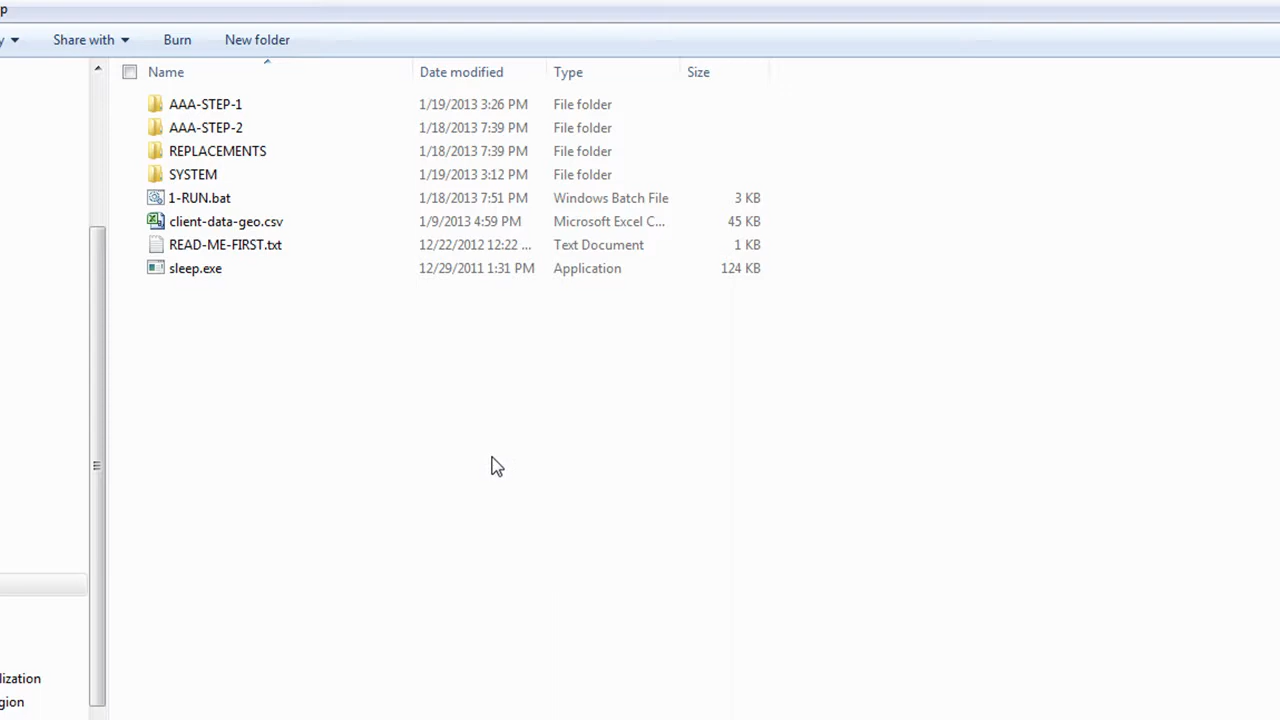 p
y Share with Burn New folder
Name Date modified Type Size
AAA-STEP-1 1/19/2013 3:26 PM File folder
AAA-STEP-2 1/18/2013 7:39 PM File folder
REPLACEMENTS 1/18/2013 7:39 PM File folder
SYSTEM 1/19/2013 3:12 PM File folder
1-RUN.bat 1/18/2013 7:51 PM Windows Batch File 3 KB
client-data-geo.csv 1/9/2013 4:59 PM Microsoft Excel C... 45 KB
READ-ME-FIRST.txt 12/22/2012 12:22 ... Text Document 1 KB
sleep.exe 12/29/2011 1:31 PM Application 124 KB
lization
gion